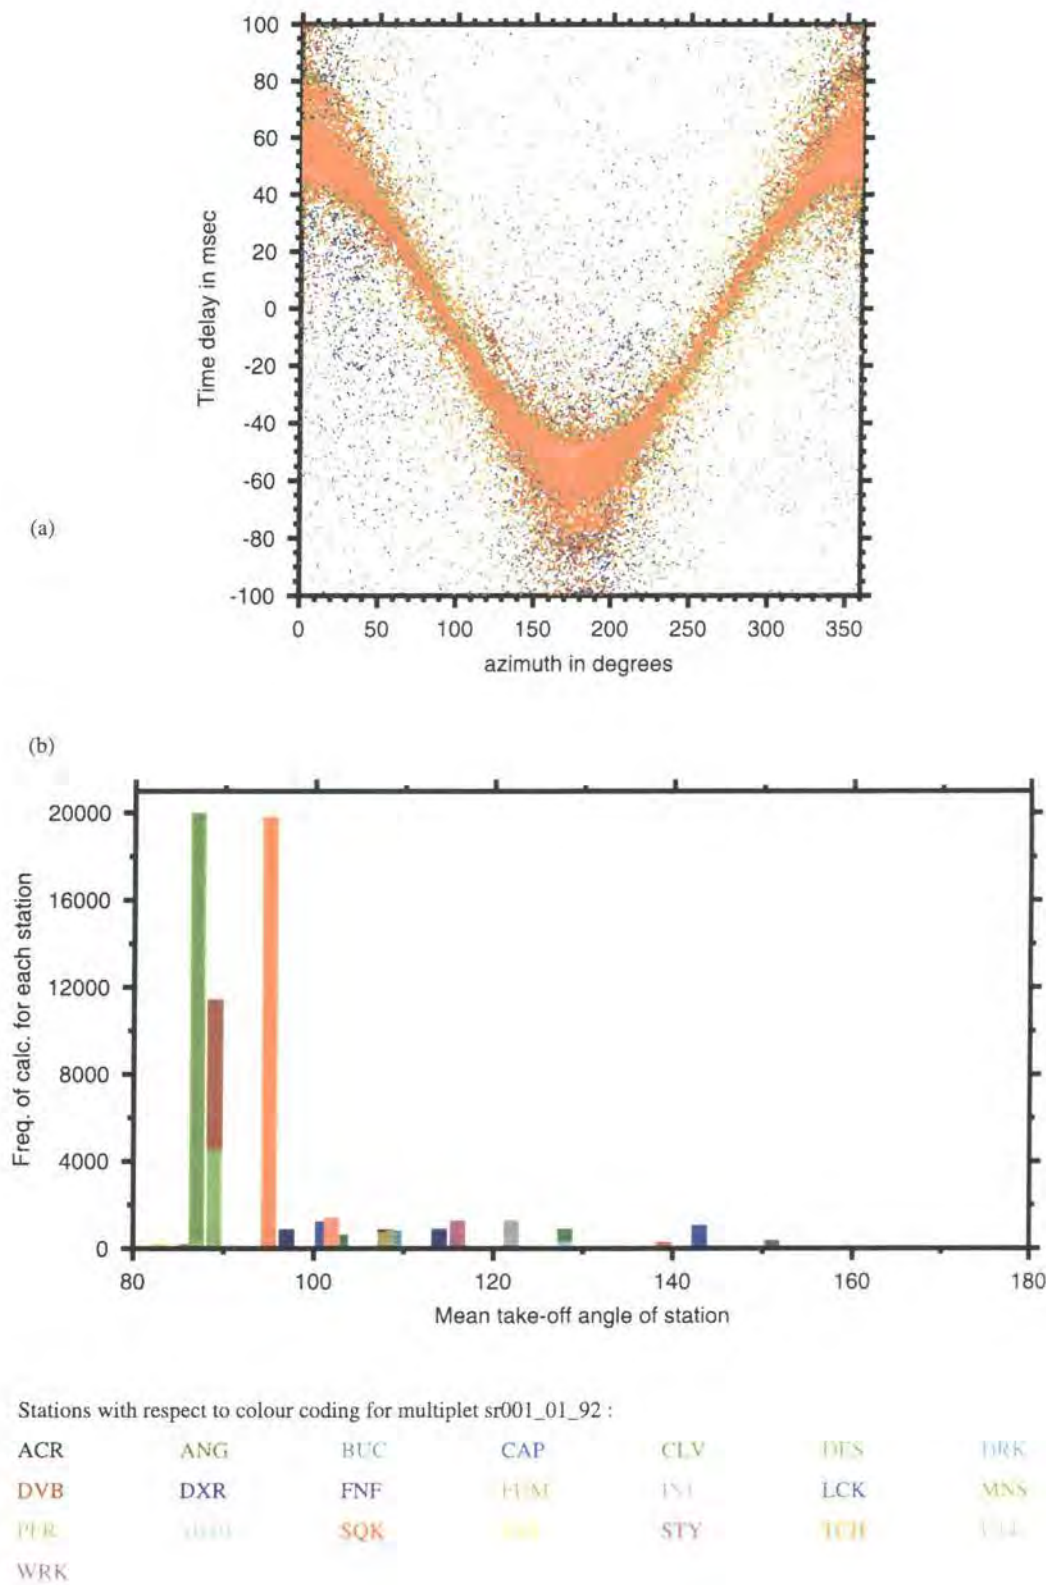 100
80
60
40
20
0
-20
-40
-60
-80
-100
Time delay in msec
0 50 100 150 200 250 300 350
azimuth in degrees
(a)
(b)
20000
16000
12000
8000
4000
0
Freq. of calc. for each station
80 100 120 140 160 180
Mean take-off angle of station
Stations with respect to colour coding for multiplet sr001_01_92 :
ACR ANG BUC CAP CLV DES DRK
DVB DXR FNF FUM LCK MNS
PFR SQK STY TCH
WRK